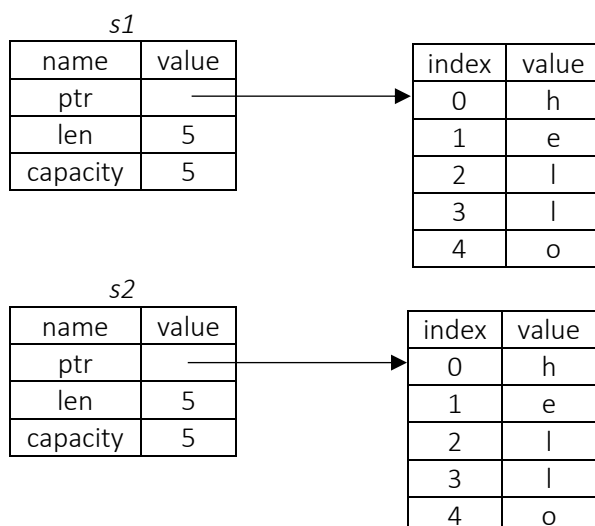 s1
name value
ptr
len 5
capacity 5
index value
0 h
1 e
2 l
3 l
4 o
s2
name value
ptr
len 5
capacity 5
index value
0 h
1 e
2 l
3 l
4 o